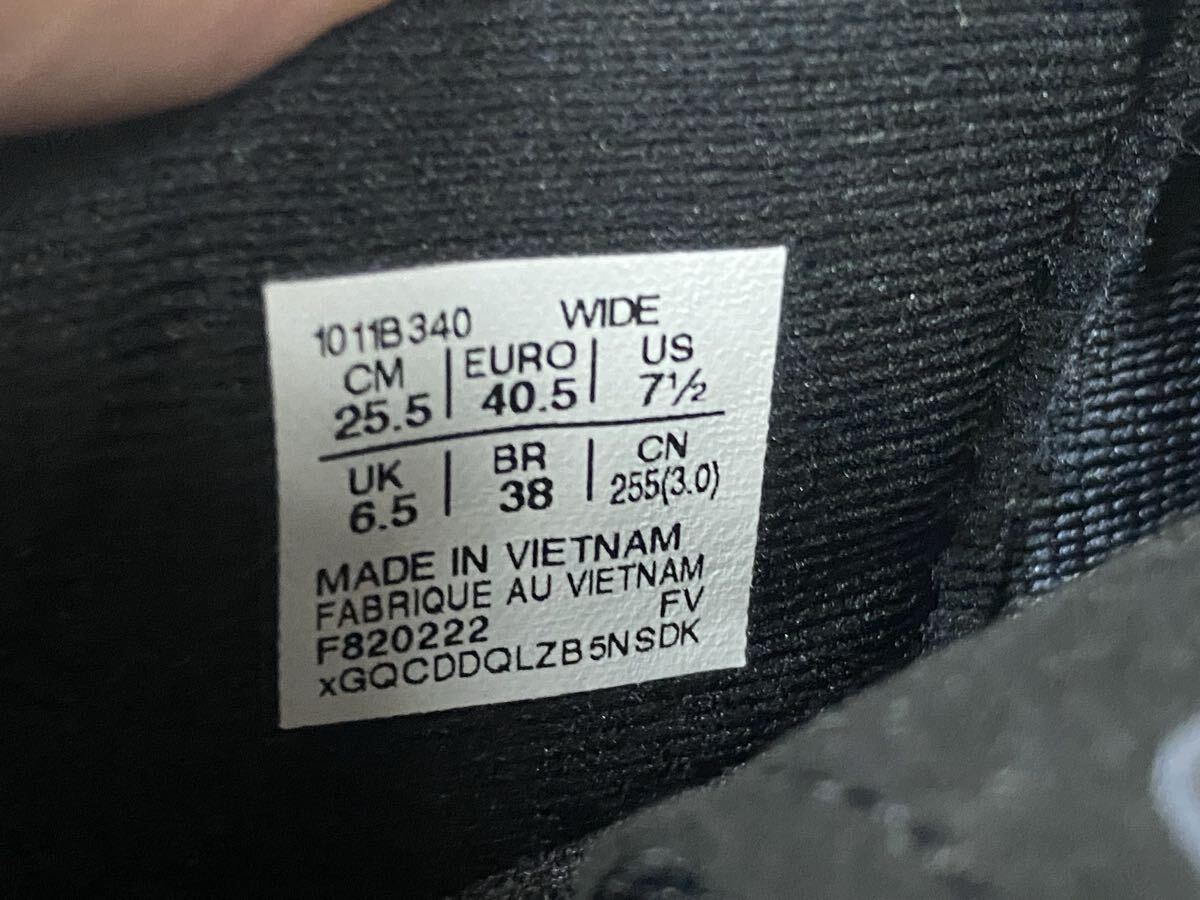 1011B340 WIDE
CM | EURO | US
25.5 | 40.5 | 7½
UK | BR | CN
6.5 | 38 | 255(3.0)
MADE IN VIETNAM
FABRIQUE AU VIETNAM
F820222 FV
xGQCDDQLZB5NSDK